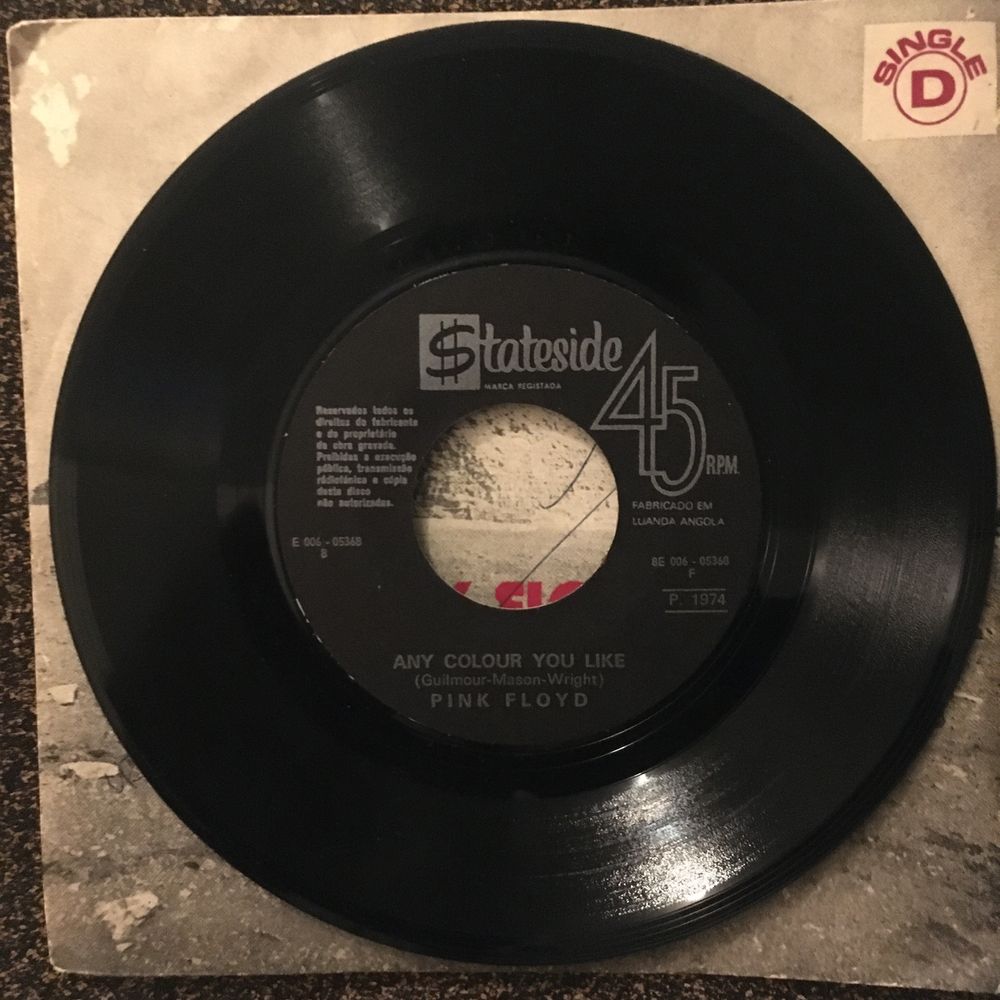 SINGLE
D
$tateside
MARCA REGISTADA
45
R.P.M.
Reservados todos os
direitos do fabricante
e do proprietário
da obra gravada.
Proibidas a execução
pública, transmissão
rádiotónica e cópia
deste disco
não autorizadas.
FABRICADO EM
LUANDA ANGOLA
E 006 - 05368
B
8E 006 - 05368
F
P. 1974
ANY COLOUR YOU LIKE
(Guilmour-Mason-Wright)
PINK FLOYD